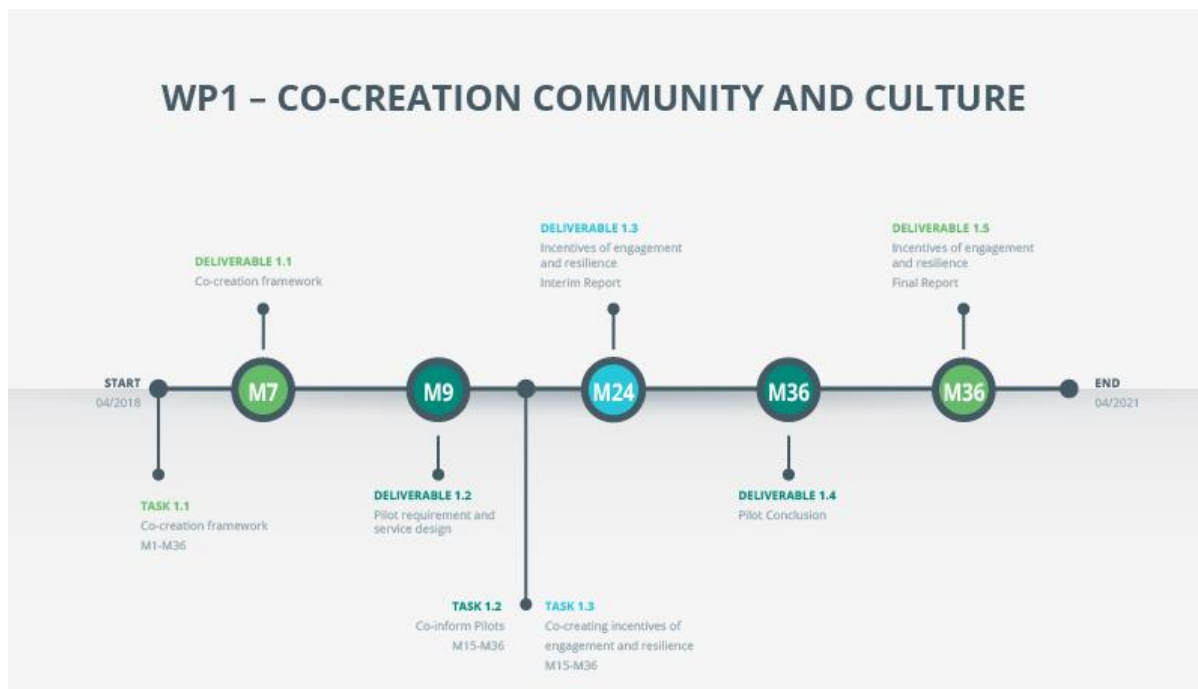 WP1 – CO-CREATION COMMUNITY AND CULTURE
DELIVERABLE 1.1
Co-creation framework
DELIVERABLE 1.3
Incentives of engagement
and resilience
Interim Report
DELIVERABLE 1.5
Incentives of engagement
and resilience
Final Report
START
04/2018
M7
M9
M24
M36
M36
END
04/2021
TASK 1.1
Co-creation framework
M1-M36
DELIVERABLE 1.2
Pilot requirement and
service design
DELIVERABLE 1.4
Pilot Conclusion
TASK 1.2
Co-inform Pilots
M15-M36
TASK 1.3
Co-creating incentives of
engagement and resilience
M15-M36